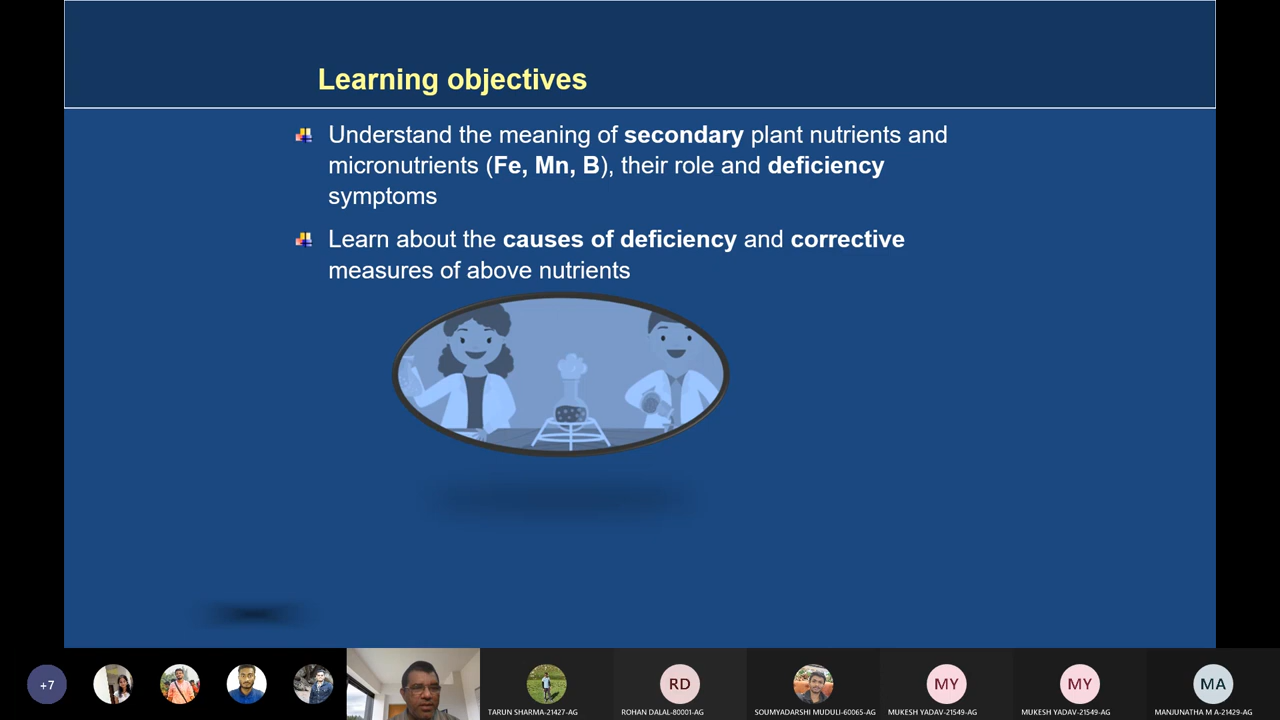 Learning objectives
Understand the meaning of secondary plant nutrients and
micronutrients (Fe, Mn, B), their role and deficiency
symptoms
Learn about the causes of deficiency and corrective
measures of above nutrients
+7
RD
MY
MY
MA
TARUN SHARMA-21427-AG
ROHAN DALAL-80001-AG
SOUMYADARSHI MUDULI-60065-AG
MUKESH YADAV-21549-AG
MUKESH YADAV-21549-AG
MANJUNATHA M A-21429-AG